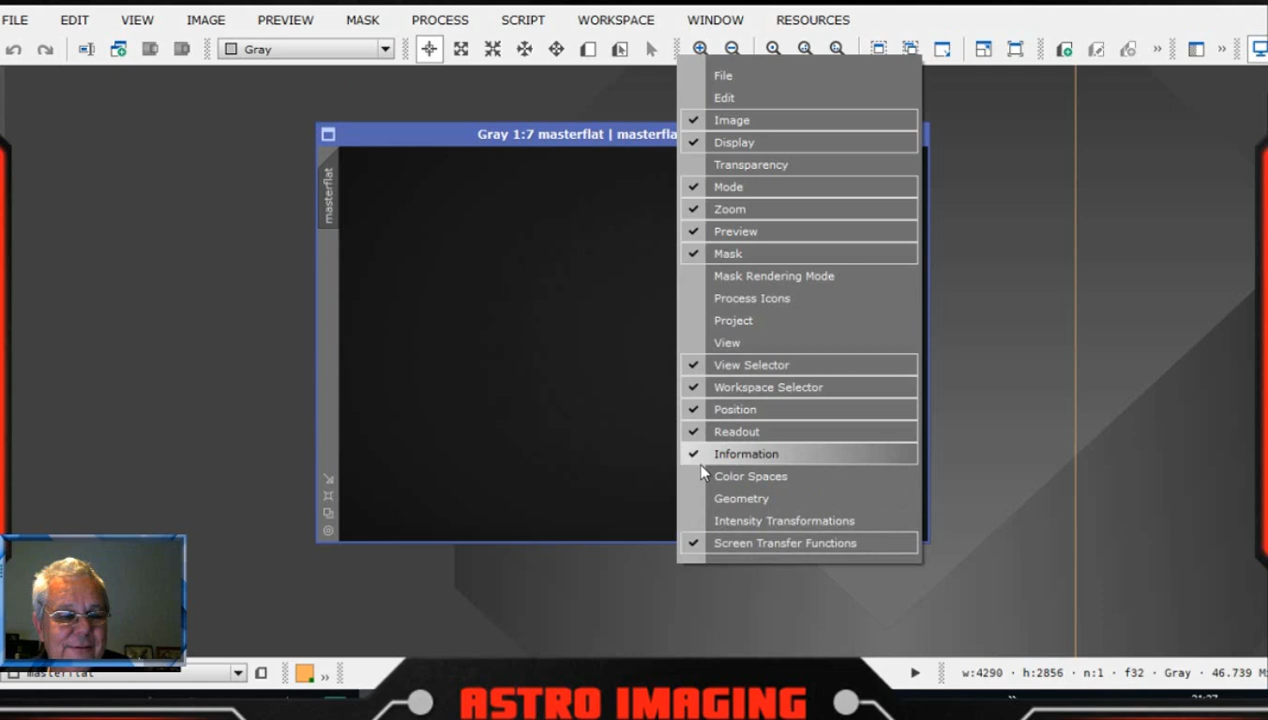 FILE EDIT VIEW IMAGE PREVIEW MASK PROCESS SCRIPT WORKSPACE WINDOW RESOURCES
Gray
Gray 1:7 masterflat | masterfla
masterflat
File
Edit
Image
Display
Transparency
Mode
Zoom
Preview
Mask
Mask Rendering Mode
Process Icons
Project
View
View Selector
Workspace Selector
Position
Readout
Information
Color Spaces
Geometry
Intensity Transformations
Screen Transfer Functions
masterflat
w:4290 · h:2856 · n:1 · f32 · Gray · 46.739 M
ASTRO IMAGING